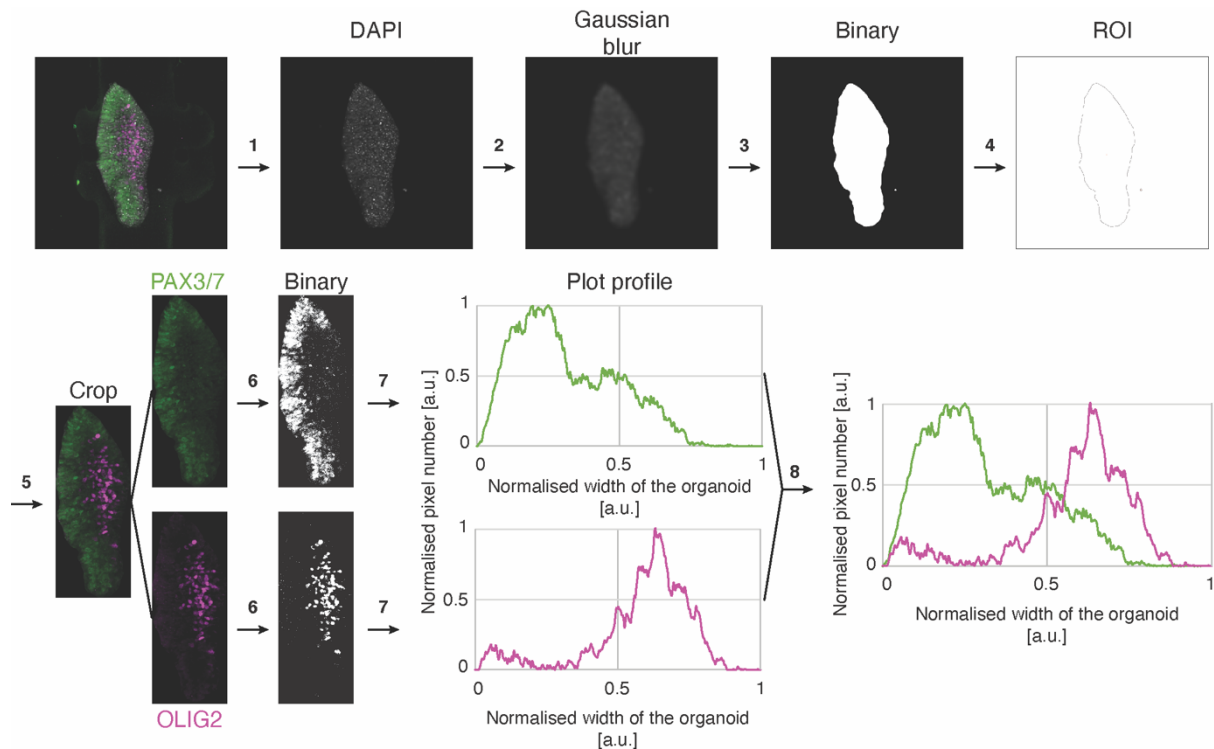 DAPI
Gaussian
blur
Binary
ROI
1
2
3
4
PAX3/7
Binary
Plot profile
Crop
5
6
7
6
7
OLIG2
Normalised pixel number [a.u.]
1
0.5
0
0
0.5
1
Normalised width of the organoid
[a.u.]
1
0.5
0
0
0.5
1
Normalised width of the organoid
[a.u.]
8
Normalised pixel number [a.u.]
1
0.5
0
0
0.5
1
Normalised width of the organoid
[a.u.]